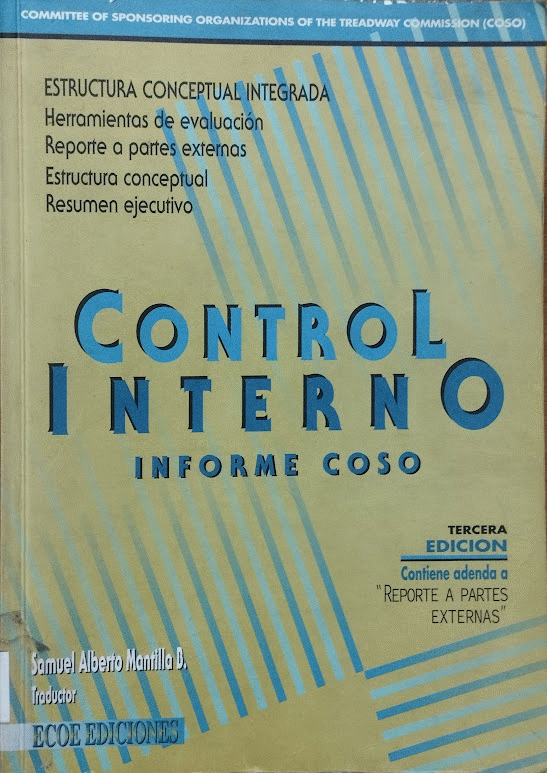 COMMITTEE OF SPONSORING ORGANIZATIONS OF THE TREADWAY COMMISSION (COSO)
ESTRUCTURA CONCEPTUAL INTEGRADA
Herramientas de evaluación
Reporte a partes externas
Estructura conceptual
Resumen ejecutivo
CONTROL
INTERNO
INFORME COSO
TERCERA
EDICION
Contiene adenda a
"REPORTE A PARTES
EXTERNAS"
Samuel Alberto Mantilla B.
Traductor
ECOE EDICIONES